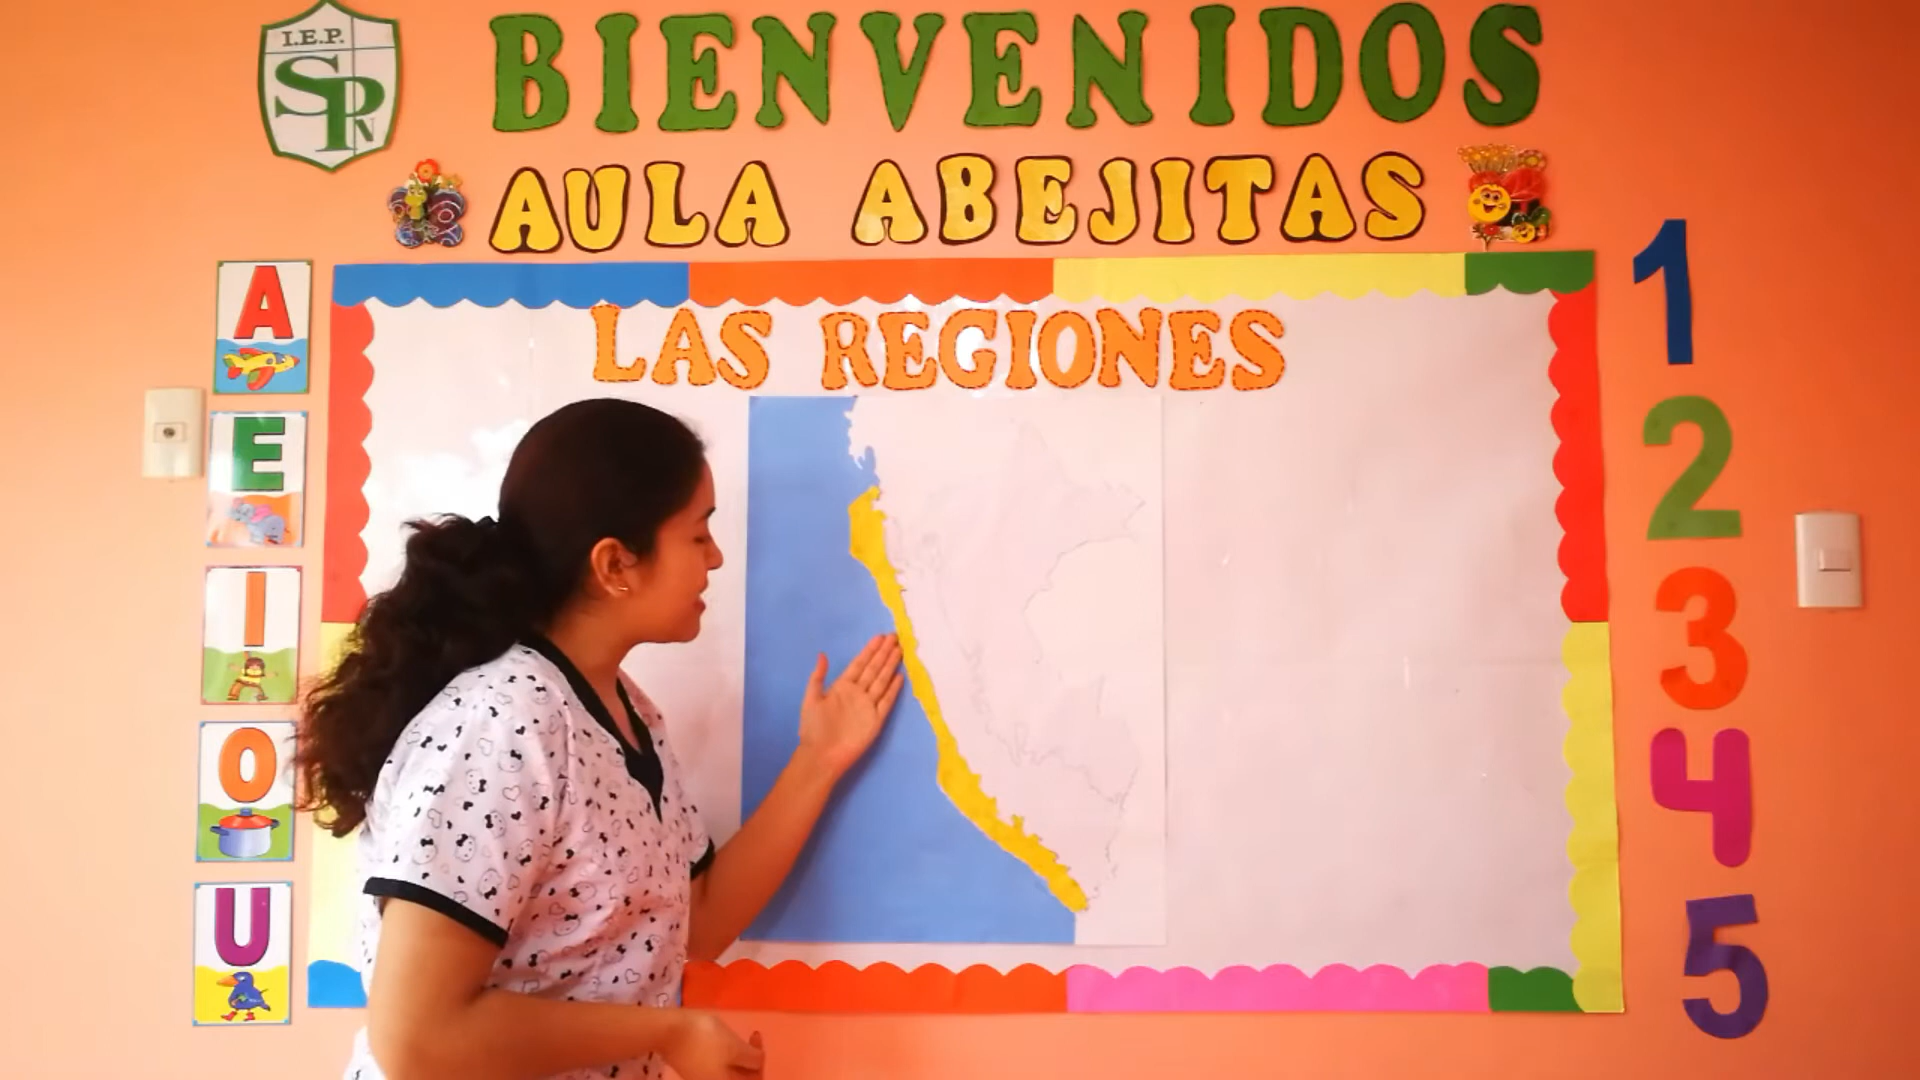 I.E.P.
SPN
BIENVENIDOS
AULA ABEJITAS
LAS REGIONES
A
E
I
O
U
1
2
3
4
5